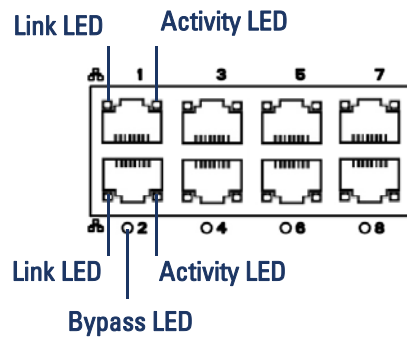 Link LED Activity LED
1 3 5 7
2 4 6 8
Link LED Activity LED
Bypass LED